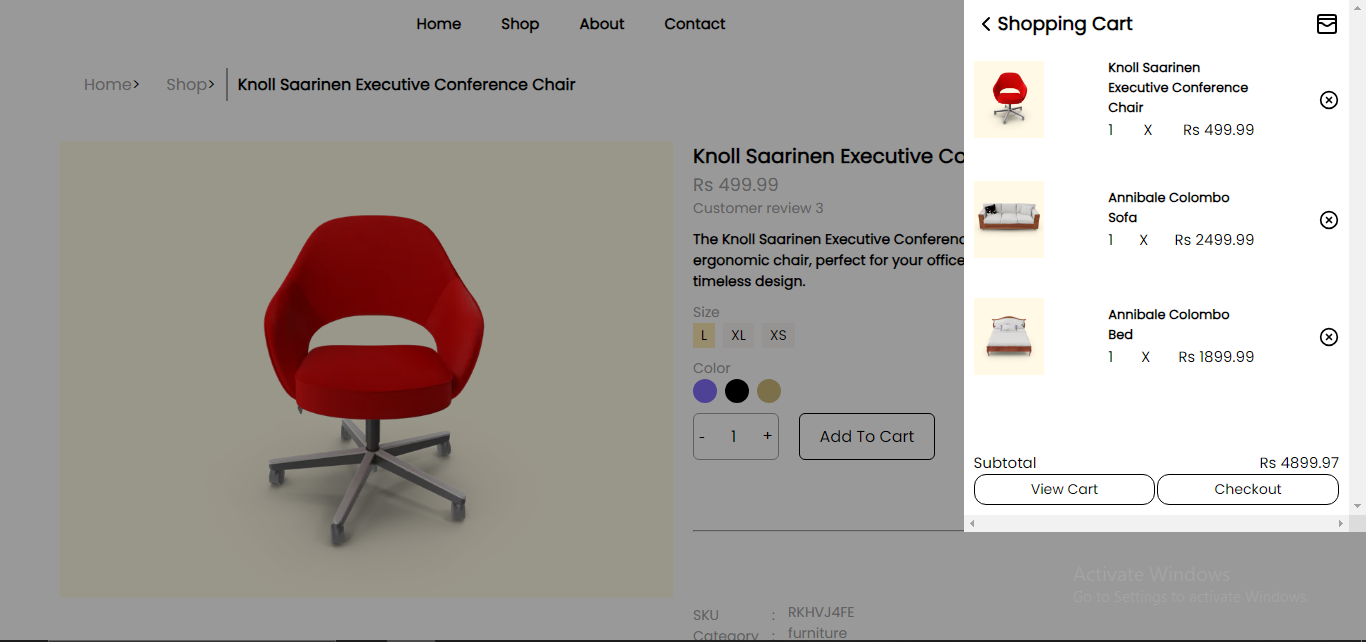 Home Shop About Contact
Home> Shop> Knoll Saarinen Executive Conference Chair
Knoll Saarinen Executive Co
Rs 499.99
Customer review 3
The Knoll Saarinen Executive Conferenc
ergonomic chair, perfect for your office
timeless design.
Size
L XL XS
Color
- 1 + Add To Cart
SKU : RKHVJ4FE
Category : furniture
Shopping Cart
Knoll Saarinen
Executive Conference
Chair
1 X Rs 499.99
Annibale Colombo
Sofa
1 X Rs 2499.99
Annibale Colombo
Bed
1 X Rs 1899.99
Subtotal Rs 4899.97
View Cart Checkout
Activate Windows
Go to Settings to activate Windows.